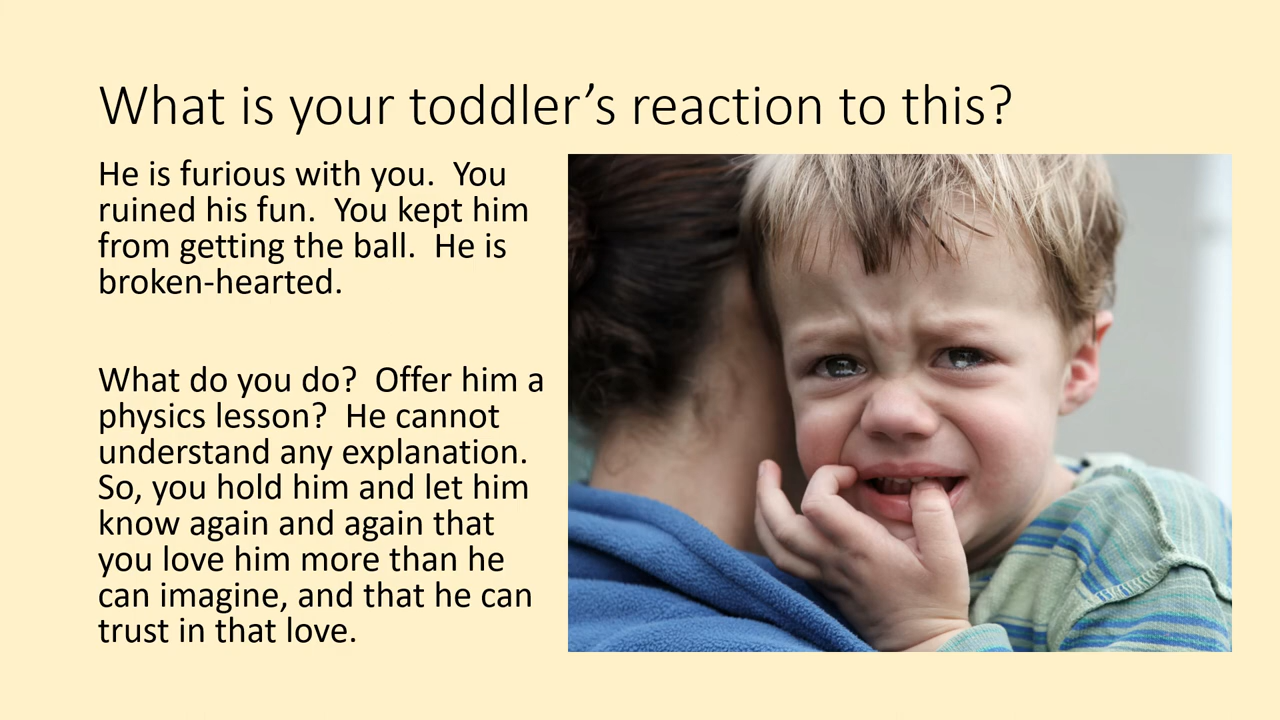 What is your toddler’s reaction to this?
He is furious with you.  You
ruined his fun.  You kept him
from getting the ball.  He is
broken-hearted.
What do you do?  Offer him a
physics lesson?  He cannot
understand any explanation.
So, you hold him and let him
know again and again that
you love him more than he
can imagine, and that he can
trust in that love.